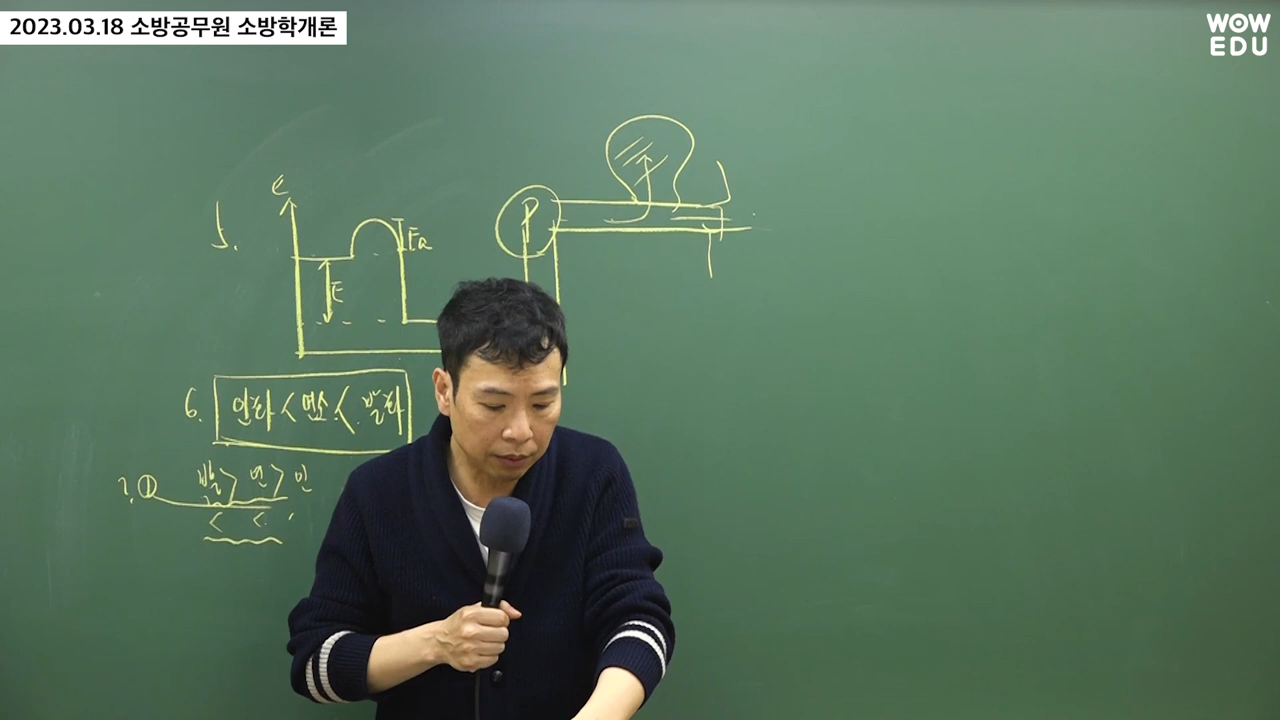 2023.03.18 소방공무원 소방학개론
WOW
EDU
5.
e
Ea
E
P
6. 인화 < 연소 < 발화
7. ① 발 > 연 > 인
< <